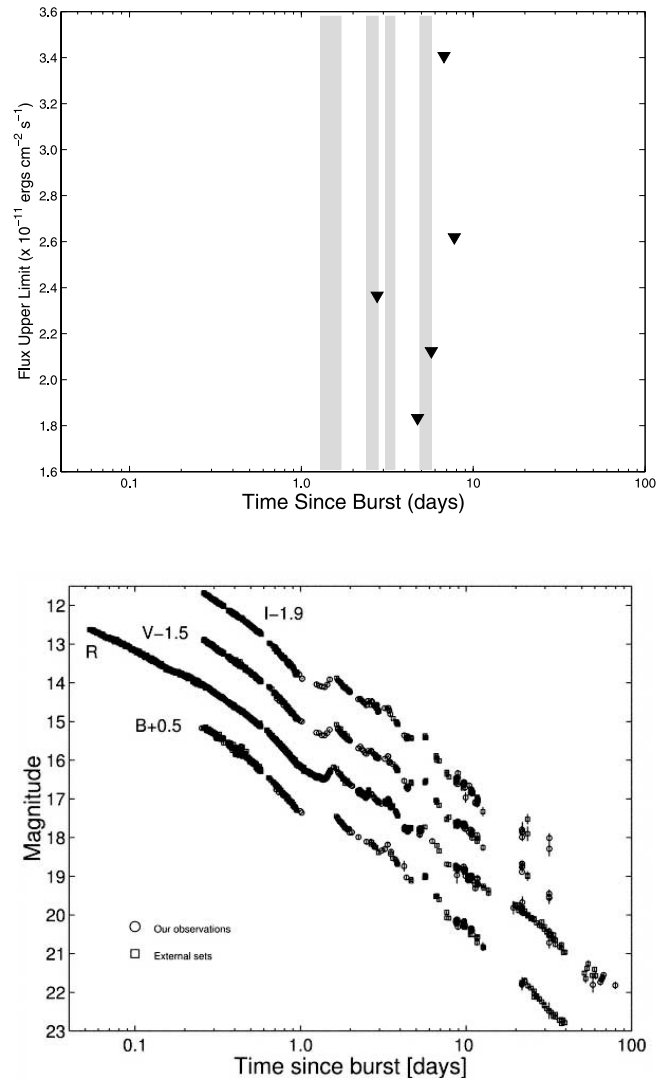 3.6
3.4
3.2
3.0
2.8
2.6
2.4
2.2
2.0
1.8
1.6
Flux Upper Limit (x 10⁻¹¹ ergs cm⁻² s⁻¹)
0.1 1.0 10 100
Time Since Burst (days)
12
13
14
15
16
17
18
19
20
21
22
23
Magnitude
I−1.9
V−1.5
R
B+0.5
Our observations
External sets
0.1 1.0 10 100
Time since burst [days]